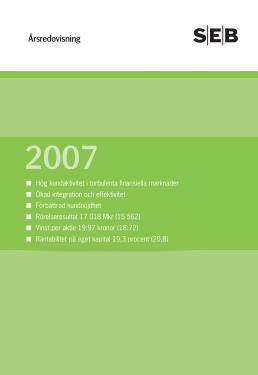 Årsredovisning
S|E|B
2007
Hög kundaktivitet i turbulenta finansiella marknader
Ökad integration och effektivitet
Förbättrad kundnöjdhet
Rörelseresultat 17 018 Mkr (15 562)
Vinst per aktie 19:97 kronor (18:72)
Räntabilitet på eget kapital 19,3 procent (20,8)